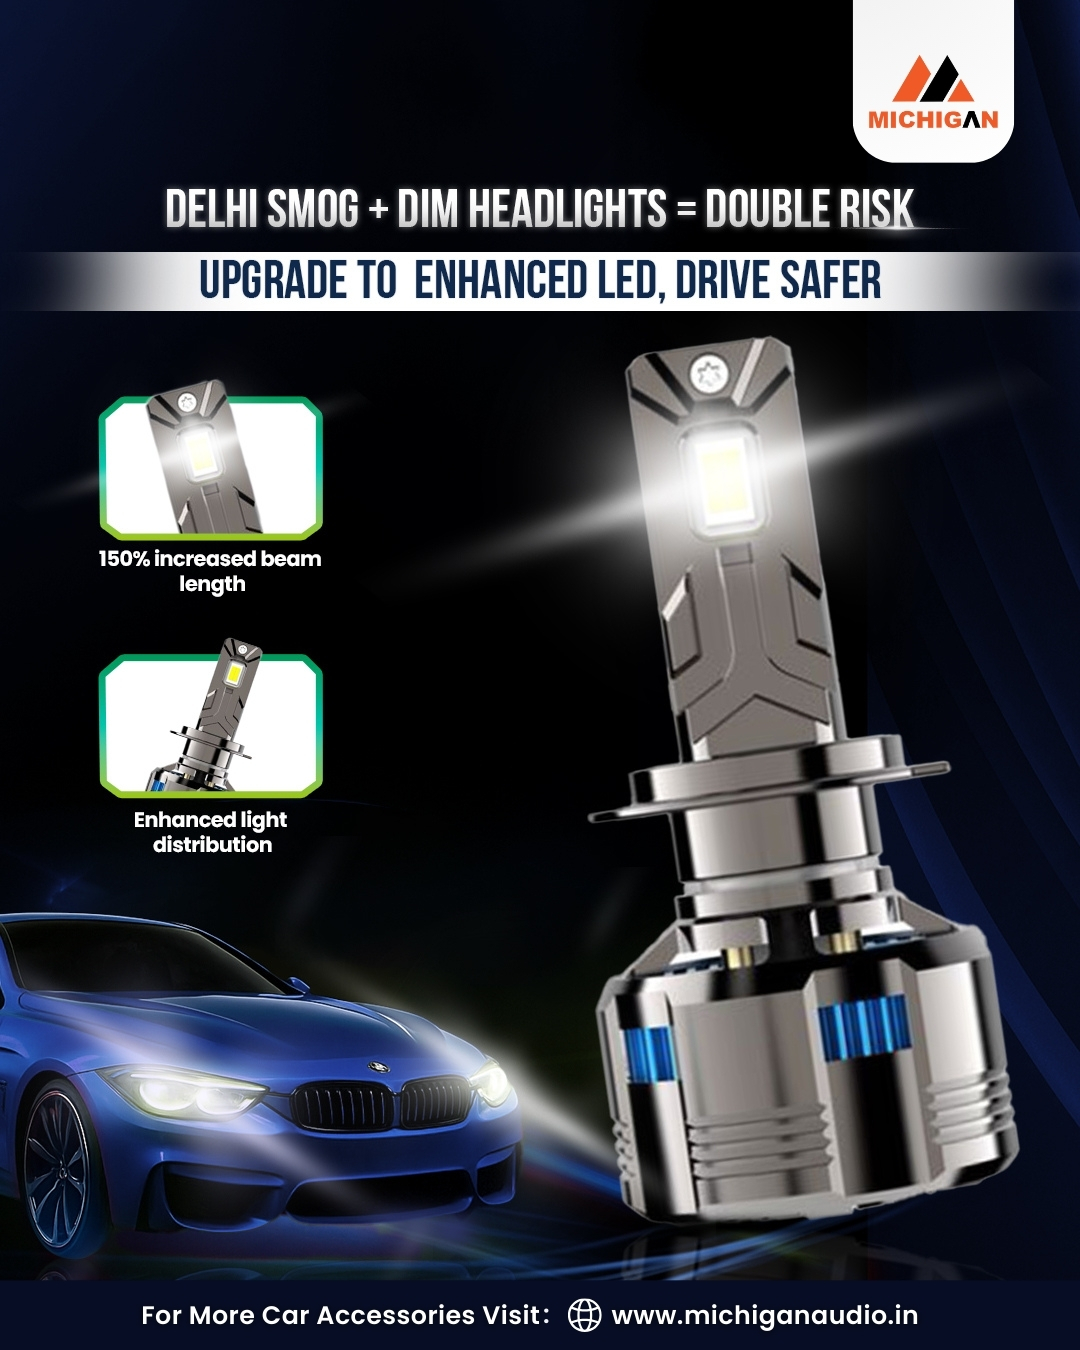 MICHIGAN
DELHI SMOG + DIM HEADLIGHTS = DOUBLE RISK
UPGRADE TO ENHANCED LED, DRIVE SAFER
150% increased beam
length
Enhanced light
distribution
For More Car Accessories Visit: www.michiganaudio.in